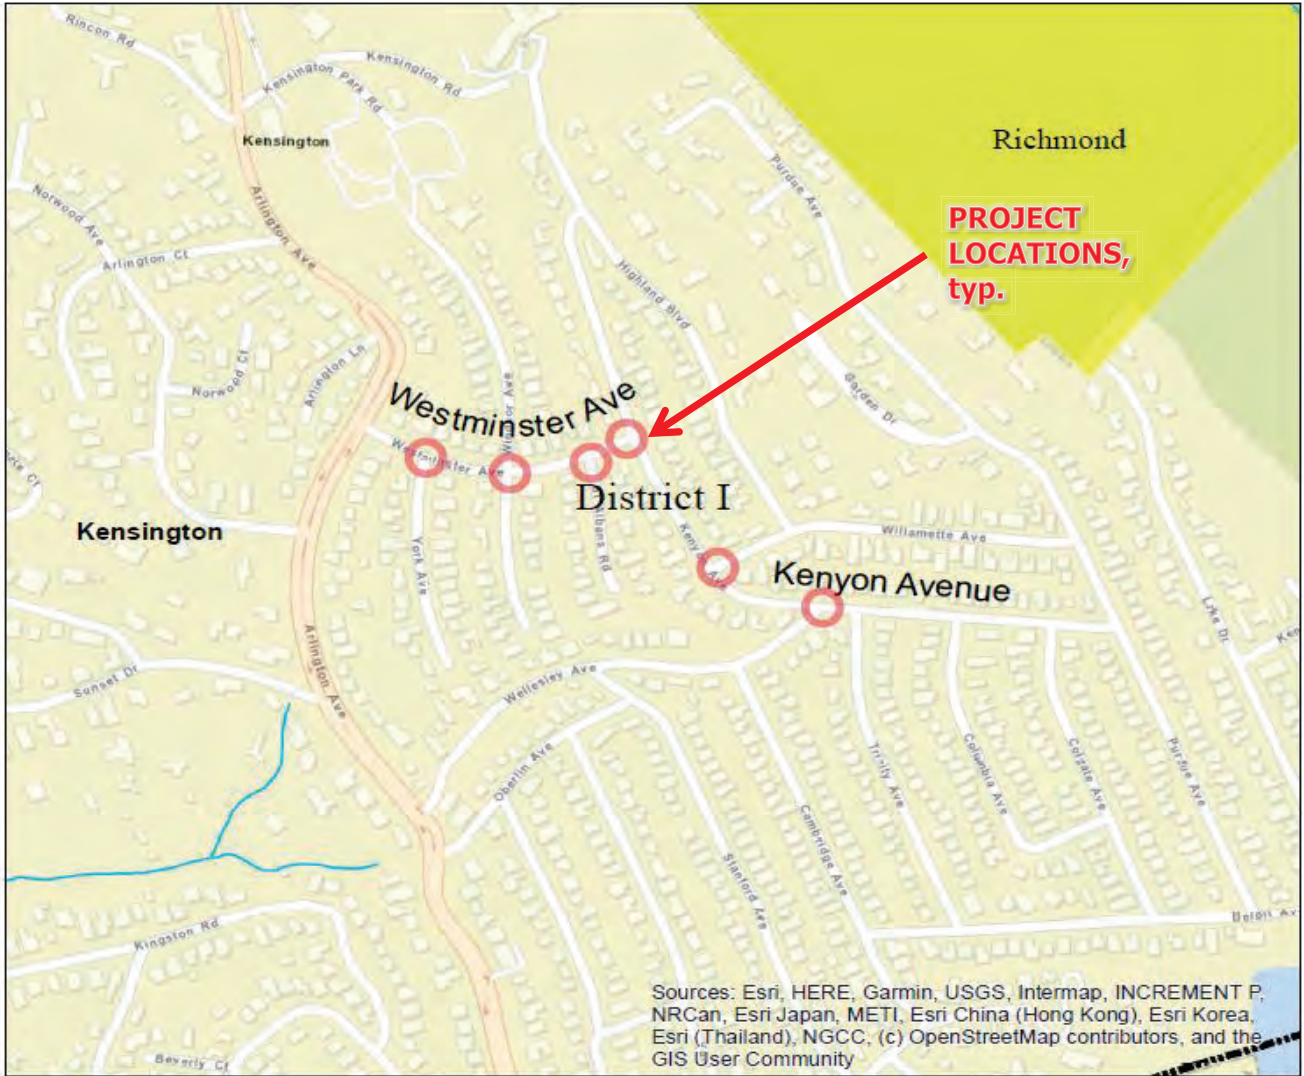 Rincon Rd
Kensington Rd
Kensington Park Rd
Kensington
Richmond
Purdue Ave
Norwood Ave
Arlington Ave
PROJECT
LOCATIONS,
typ.
Arlington Ct
Highland Blvd
Arlington Ln
Norwood Ct
Garden Dr
Westminster Ave
Westminster Ave
District I
Kensington
York Ave
Albans Rd
Kenyon Ave
Willamette Ave
Kenyon Avenue
Lake Dr
Arlington Ave
Sunset Dr
Wellesley Ave
Oberlin Ave
Trinity Ave
Columbia Ave
Colgate Ave
Purdue Ave
Cambridge Ave
Stanford Ave
Beloit Av
Kingston Rd
Beverly Ct
Sources: Esri, HERE, Garmin, USGS, Intermap, INCREMENT P,
NRCan, Esri Japan, METI, Esri China (Hong Kong), Esri Korea,
Esri (Thailand), NGCC, (c) OpenStreetMap contributors, and the
GIS User Community